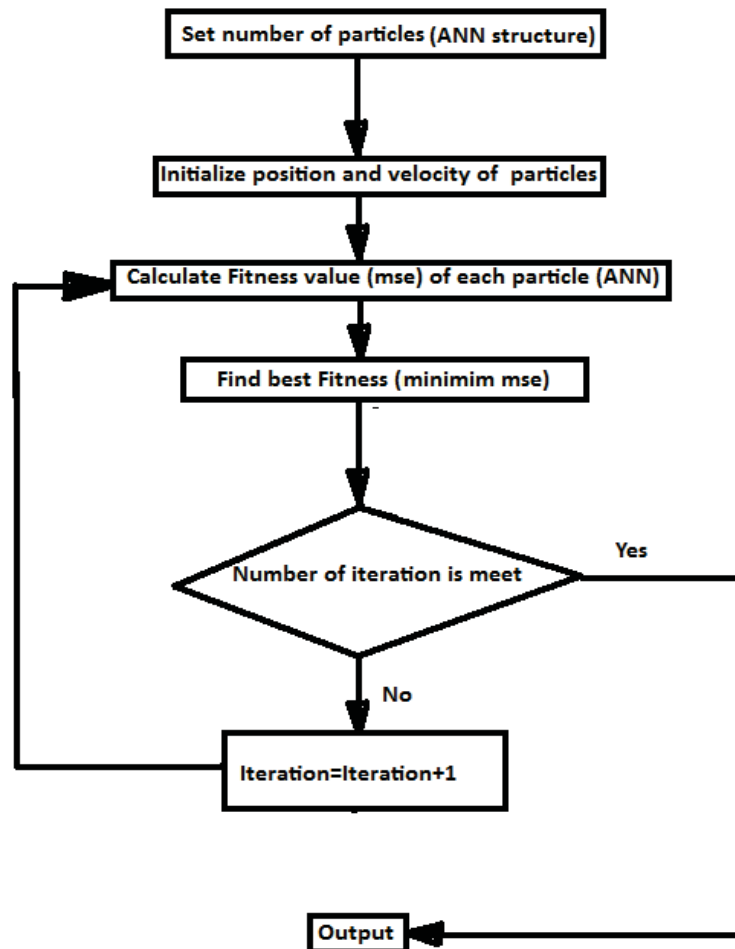 Set number of particles (ANN structure)
Initialize position and velocity of particles
Calculate Fitness value (mse) of each particle (ANN)
Find best Fitness (minimim mse)
Number of iteration is meet
Yes
No
Iteration=Iteration+1
Output